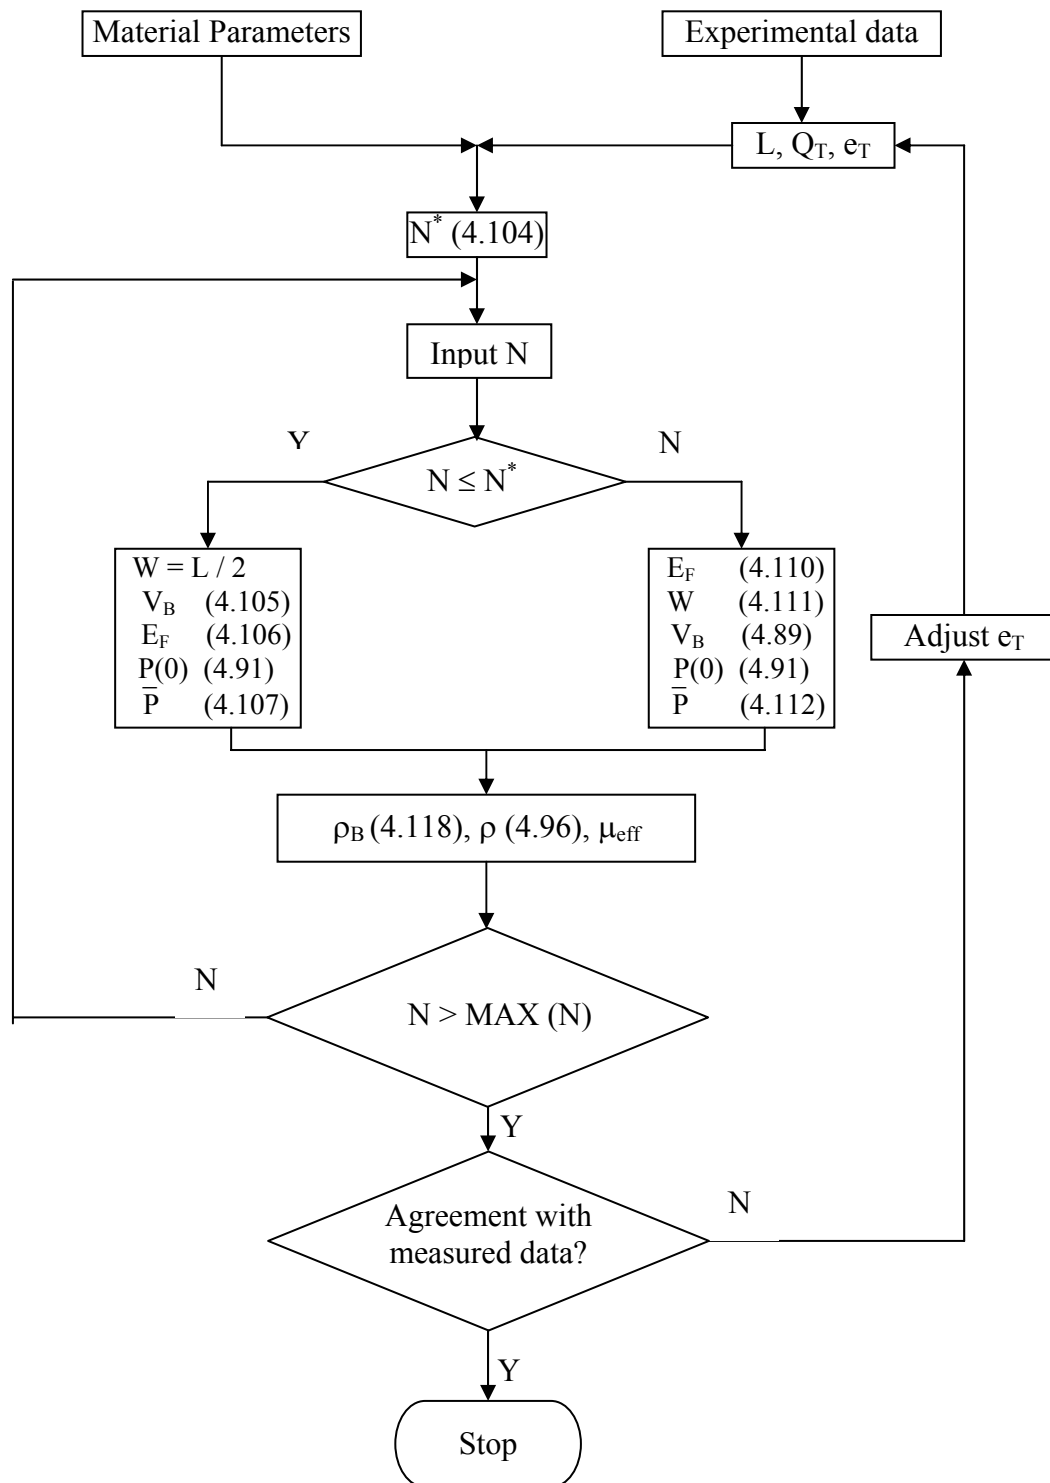 Material Parameters
Experimental data
L, Q_T, e_T
N^* (4.104)
Input N
Y
N
N ≤ N^*
W = L / 2
V_B (4.105)
E_F (4.106)
P(0) (4.91)
P̅ (4.107)
E_F (4.110)
W (4.111)
V_B (4.89)
P(0) (4.91)
P̅ (4.112)
Adjust e_T
ρ_B (4.118), ρ (4.96), μ_eff
N
N > MAX (N)
Y
Agreement with
measured data?
N
Y
Stop